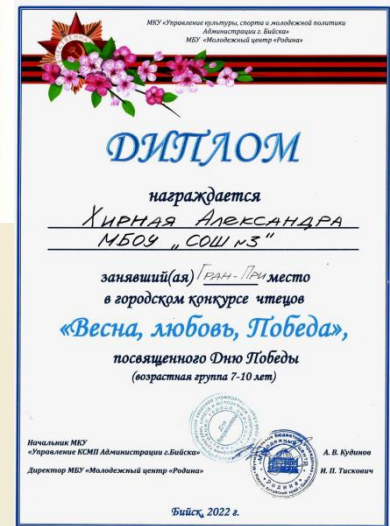 МКУ «Управление культуры, спорта и молодежной политики
Администрации г. Бийска»
МБУ «Молодежный центр «Родина»
ДИПЛОМ
награждается
Хирная Александра
МБОУ „СОШ №3"
занявший(ая) Гран-При место
в городском конкурсе чтецов
«Весна, любовь, Победа»,
посвященного Дню Победы
(возрастная группа 7-10 лет)
Начальник МКУ
«Управление КСМП Администрации г.Бийска» А. В. Кудинов
Директор МБУ «Молодежный центр «Родина» И. П. Тискович
Бийск, 2022 г.